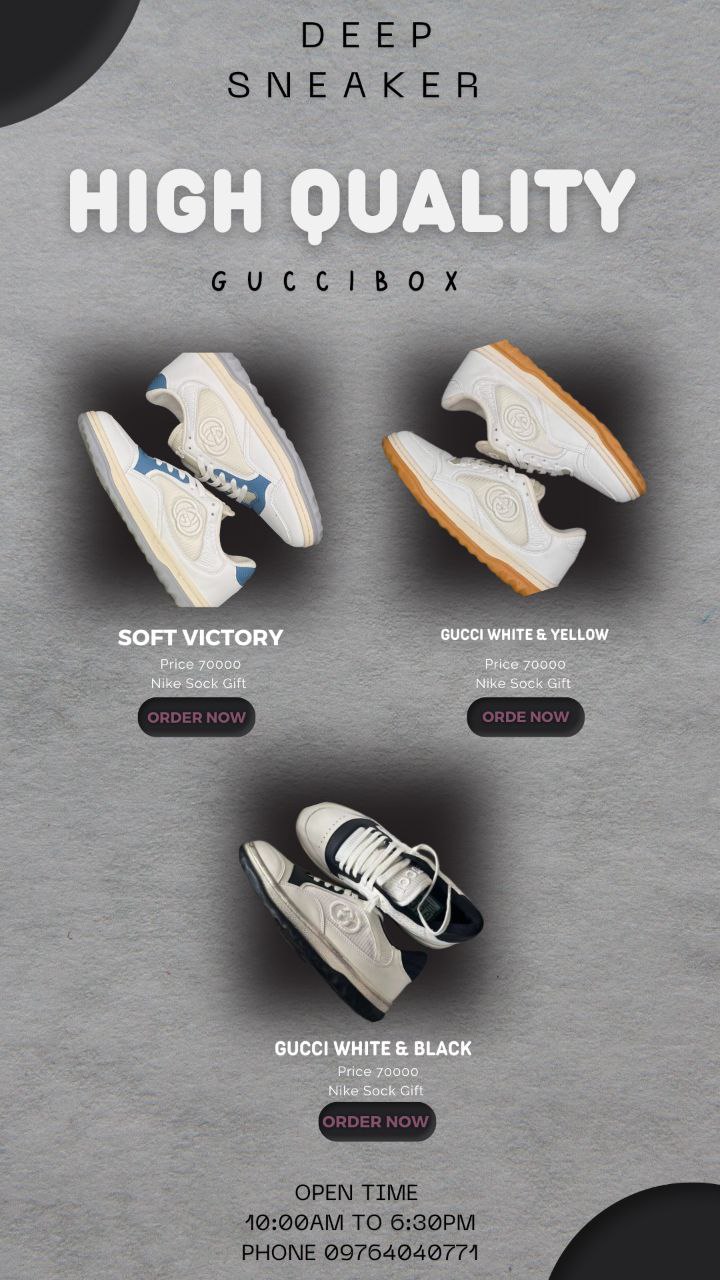 DEEP
SNEAKER
HIGH QUALITY
GUCCIBOX
SOFT VICTORY
Price 70000
Nike Sock Gift
ORDER NOW
GUCCI WHITE & YELLOW
Price 70000
Nike Sock Gift
ORDE NOW
GUCCI WHITE & BLACK
Price 70000
Nike Sock Gift
ORDER NOW
OPEN TIME
10:00AM TO 6:30PM
PHONE 09764040771